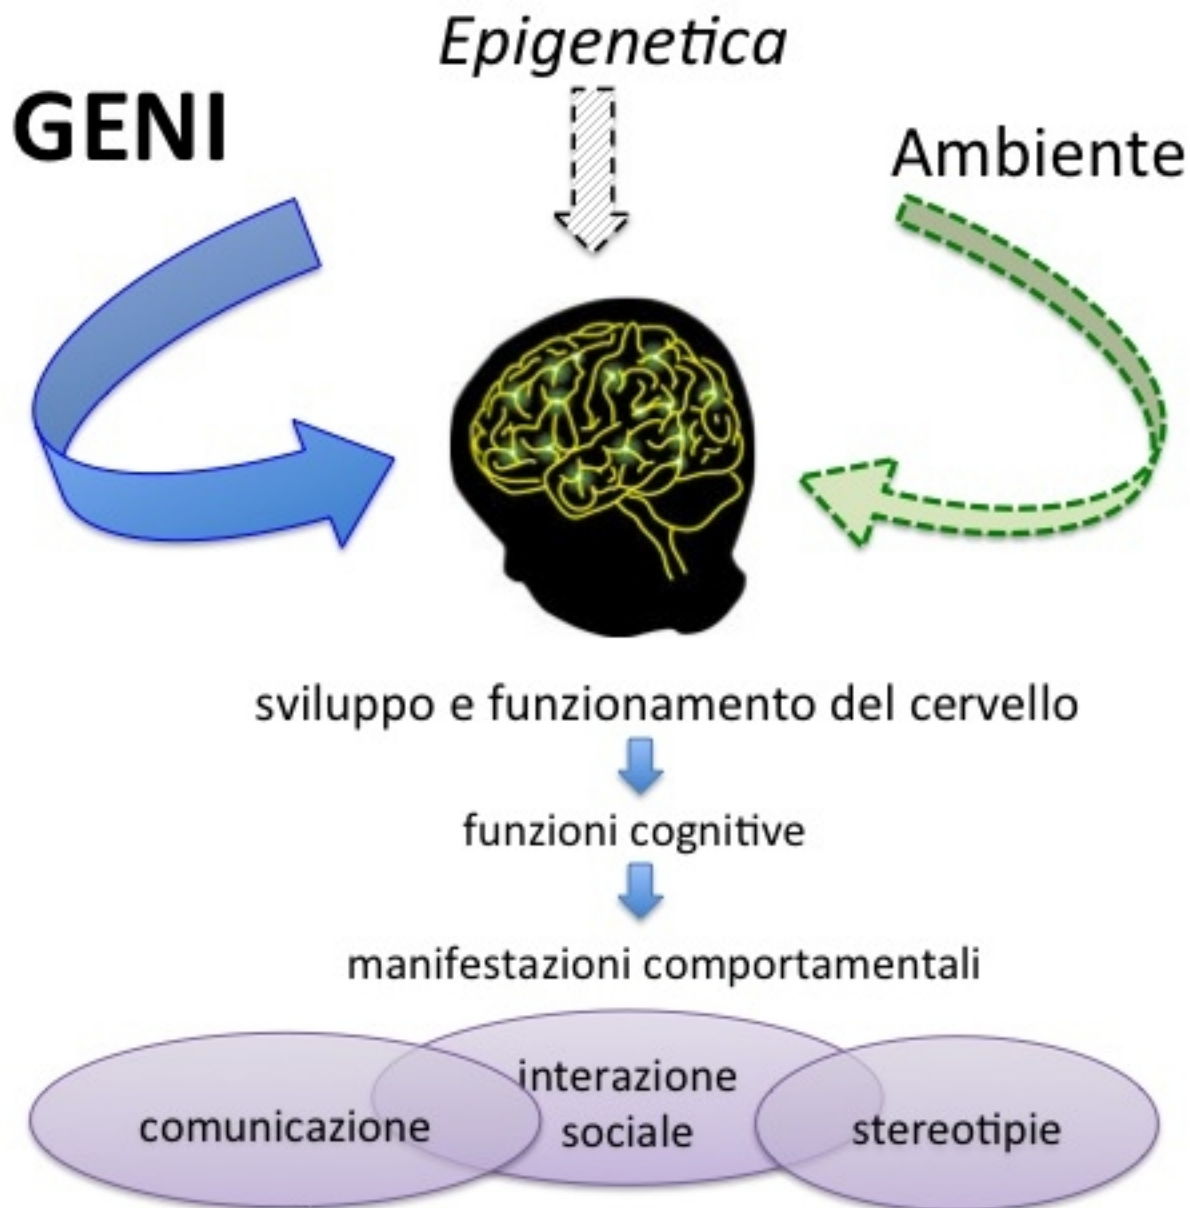 Epigenetica
GENI
Ambiente
sviluppo e funzionamento del cervello
funzioni cognitive
manifestazioni comportamentali
comunicazione
interazione
sociale
stereotipie